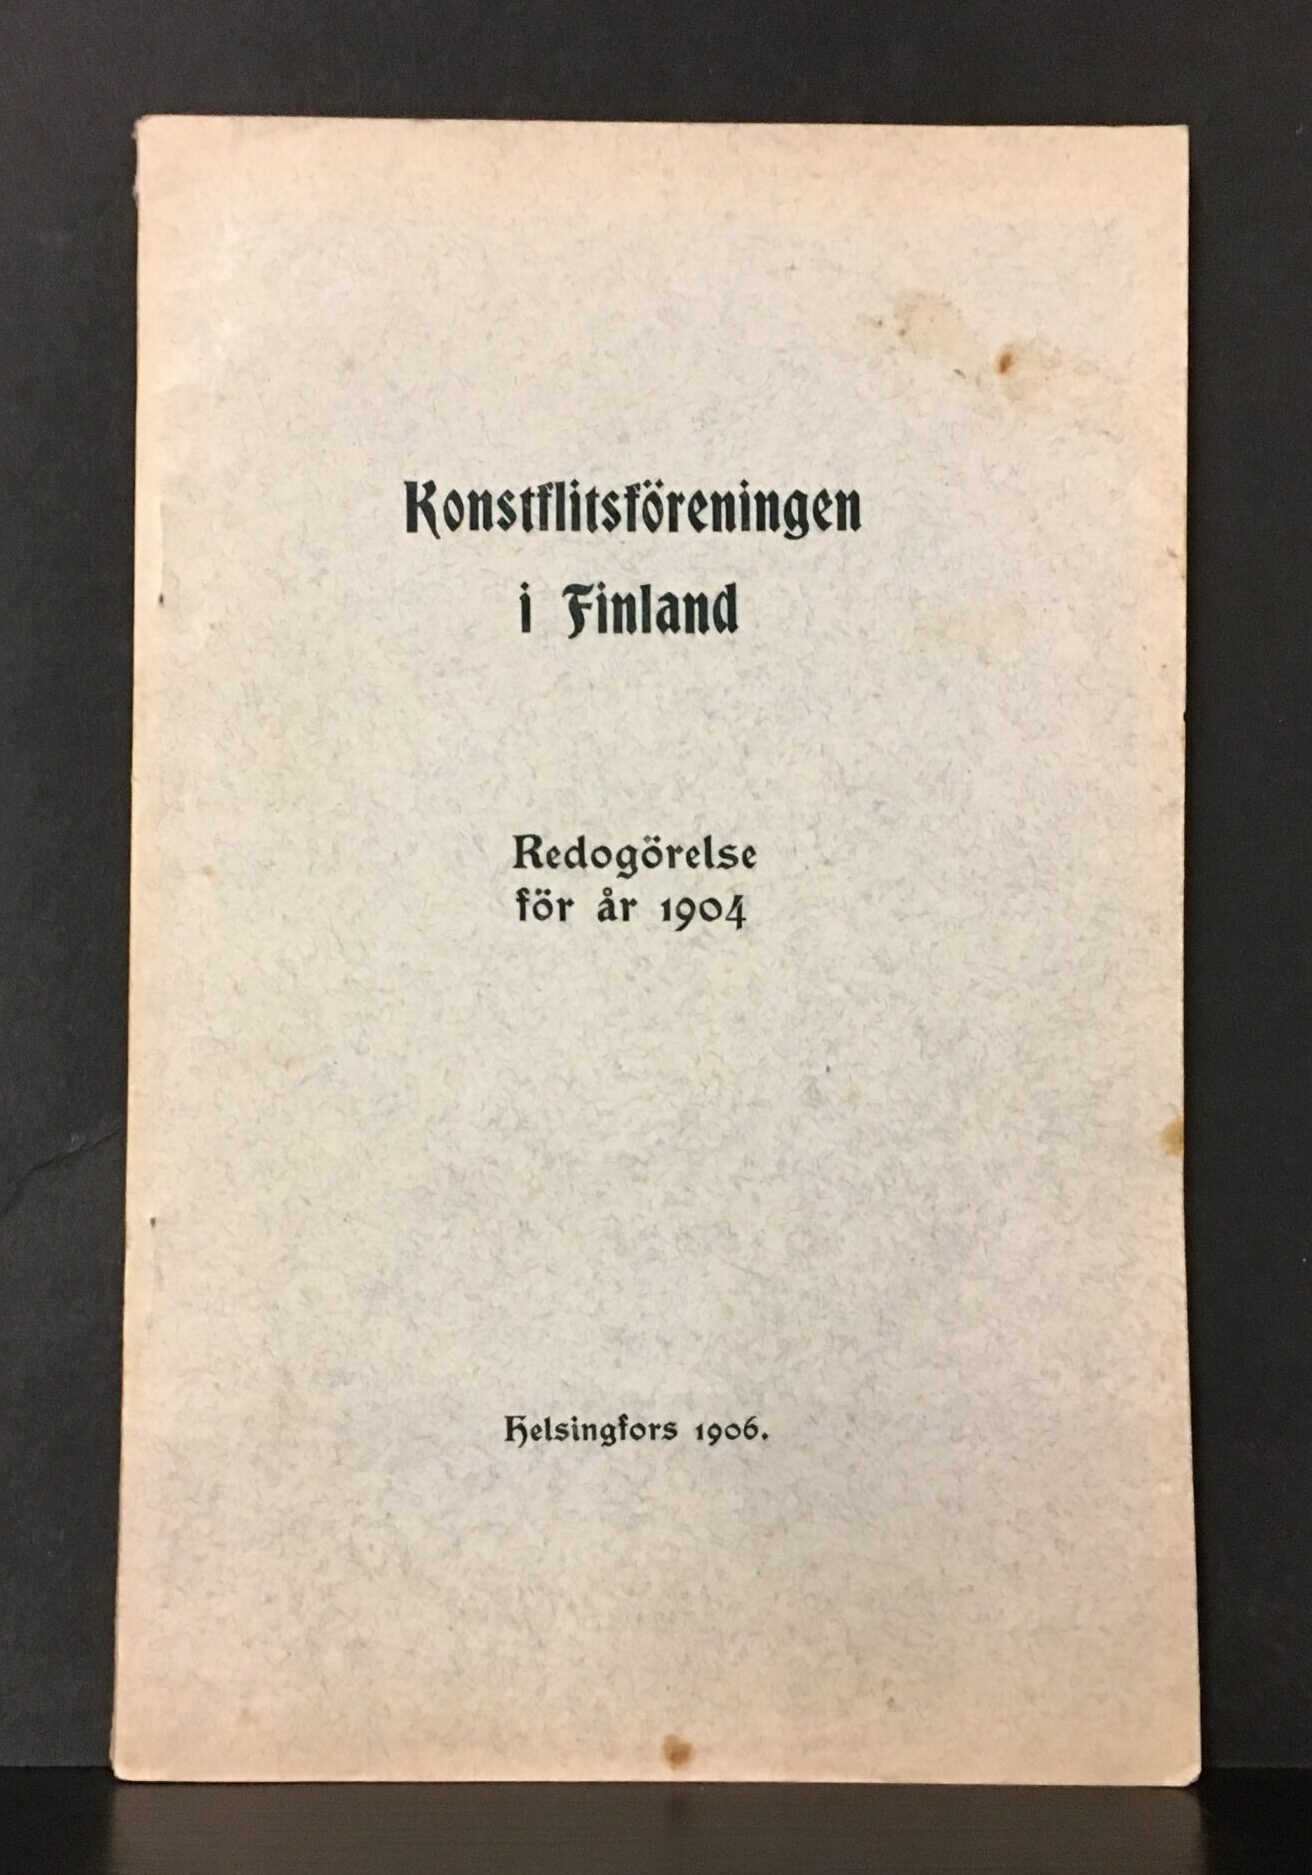 Konstflitsföreningen
i Finland
Redogörelse
för år 1904
Helsingfors 1906.